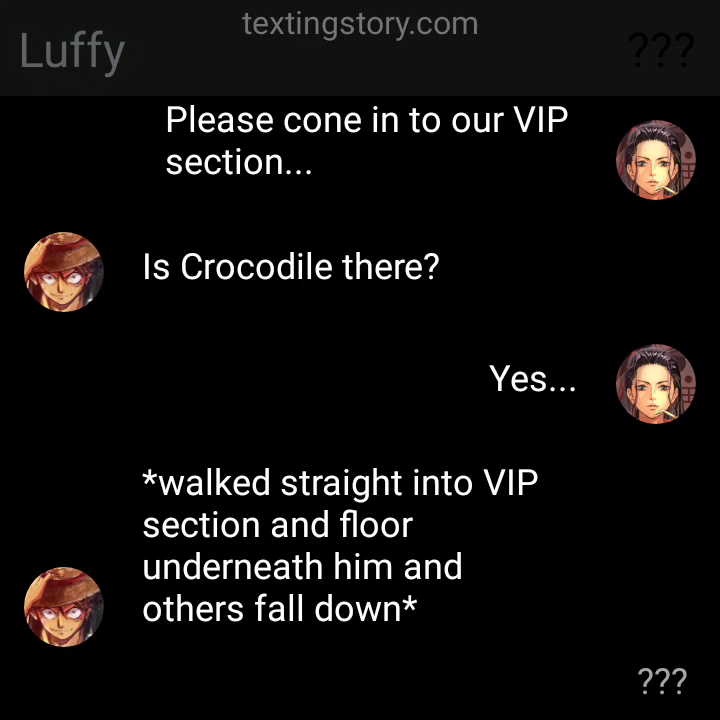 textingstory.com
Luffy
???
Please cone in to our VIP
section...
Is Crocodile there?
Yes...
*walked straight into VIP
section and floor
underneath him and
others fall down*
???